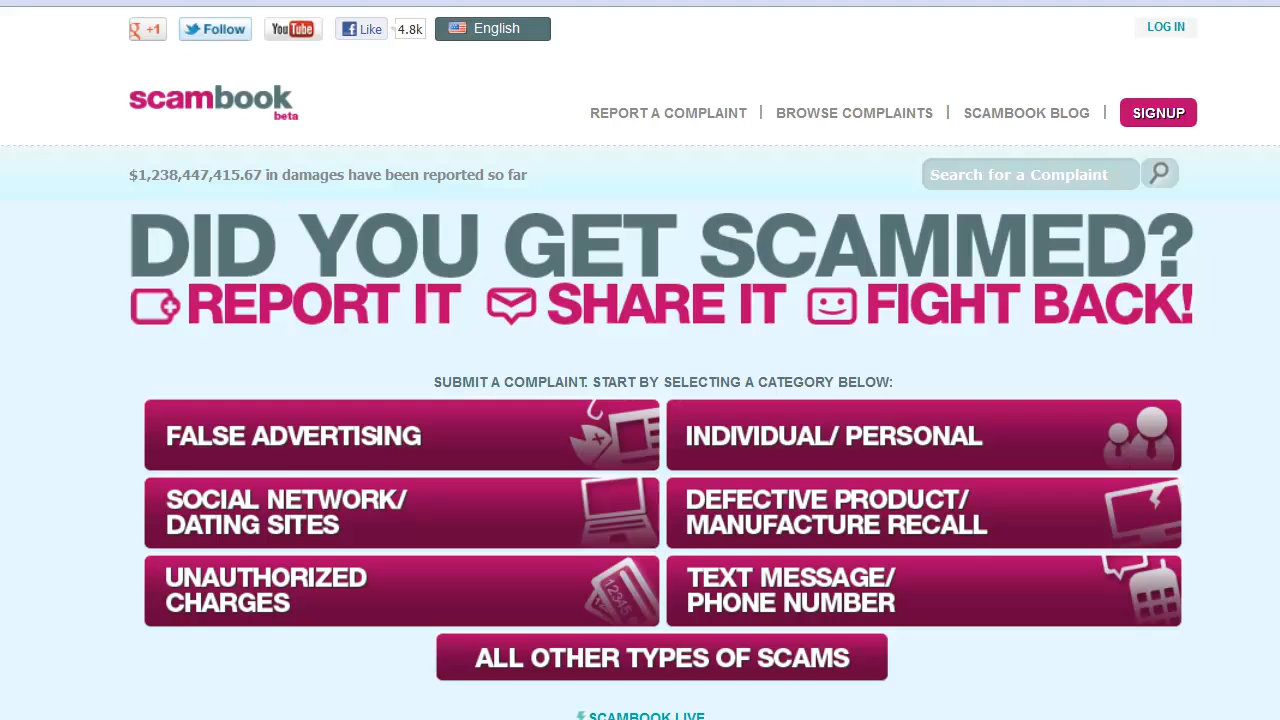 g +1
Follow
YouTube
Like
4.8k
English
LOG IN
scambook
beta
REPORT A COMPLAINT | BROWSE COMPLAINTS | SCAMBOOK BLOG | SIGNUP
$1,238,447,415.67 in damages have been reported so far
Search for a Complaint
DID YOU GET SCAMMED?
REPORT IT SHARE IT FIGHT BACK!
SUBMIT A COMPLAINT. START BY SELECTING A CATEGORY BELOW:
FALSE ADVERTISING
INDIVIDUAL/ PERSONAL
SOCIAL NETWORK/
DATING SITES
DEFECTIVE PRODUCT/
MANUFACTURE RECALL
UNAUTHORIZED
CHARGES
12345
TEXT MESSAGE/
PHONE NUMBER
ALL OTHER TYPES OF SCAMS
SCAMBOOK LIVE